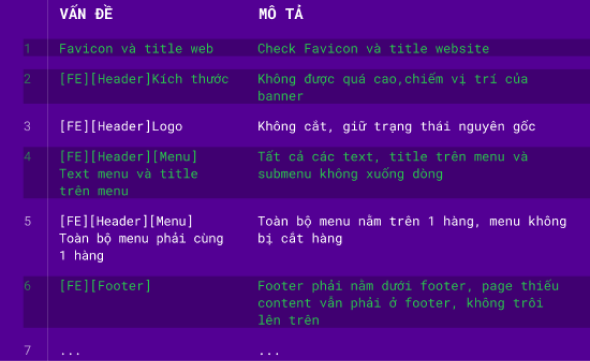 VẤN ĐỀ MÔ TẢ
1 Favicon và title web Check Favicon và title website
2 [FE][Header]Kích thước Không được quá cao,chiếm vị trí của
banner
3 [FE][Header]Logo Không cắt, giữ trạng thái nguyên gốc
4 [FE][Header][Menu] Tất cả các text, title trên menu và
Text menu và title submenu không xuống dòng
trên menu
5 [FE][Header][Menu] Toàn bộ menu nằm trên 1 hàng, menu không
Toàn bộ menu phải cùng bị cắt hàng
1 hàng
6 [FE][Footer] Footer phải nằm dưới footer, page thiếu
content vẫn phải ở footer, không trôi
lên trên
7 ... ...